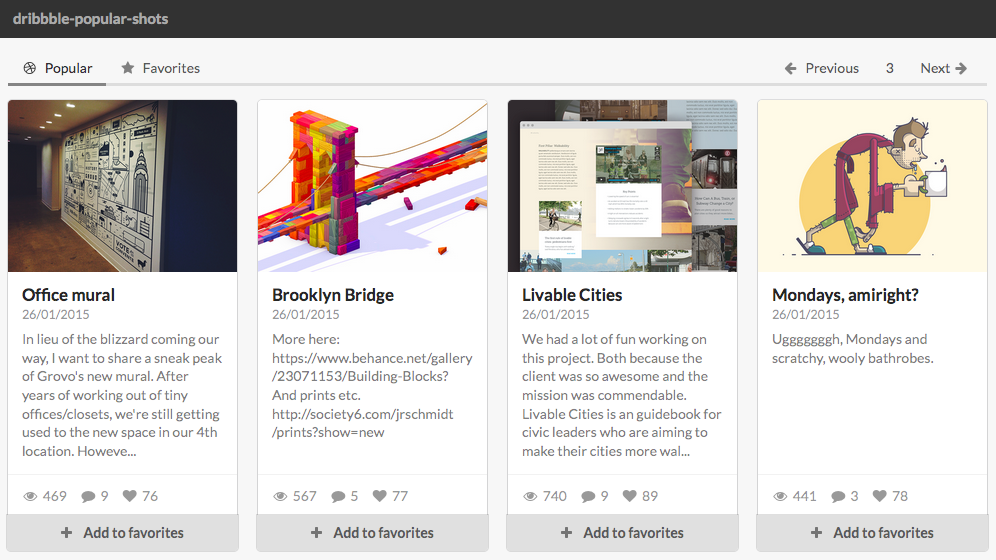 dribbble-popular-shots
Popular
Favorites
Previous
3
Next
VOTE
Office mural
26/01/2015
In lieu of the blizzard coming our
way, I want to share a sneak peak
of Grovo's new mural. After
years of working out of tiny
offices/closets, we're still getting
used to the new space in our 4th
location. Howeve...
469
9
76
Add to favorites
Brooklyn Bridge
26/01/2015
More here:
https://www.behance.net/gallery
/23071153/Building-Blocks?
And prints etc.
http://society6.com/jrschmidt
/prints?show=new
567
5
77
Add to favorites
Livable Cities
26/01/2015
We had a lot of fun working on
this project. Both because the
client was so awesome and the
mission was commendable.
Livable Cities is an guidebook for
civic leaders who are aiming to
make their cities more wal...
740
9
89
Add to favorites
Mondays, amiright?
26/01/2015
Ugggggggh, Mondays and
scratchy, wooly bathrobes.
441
3
78
Add to favorites